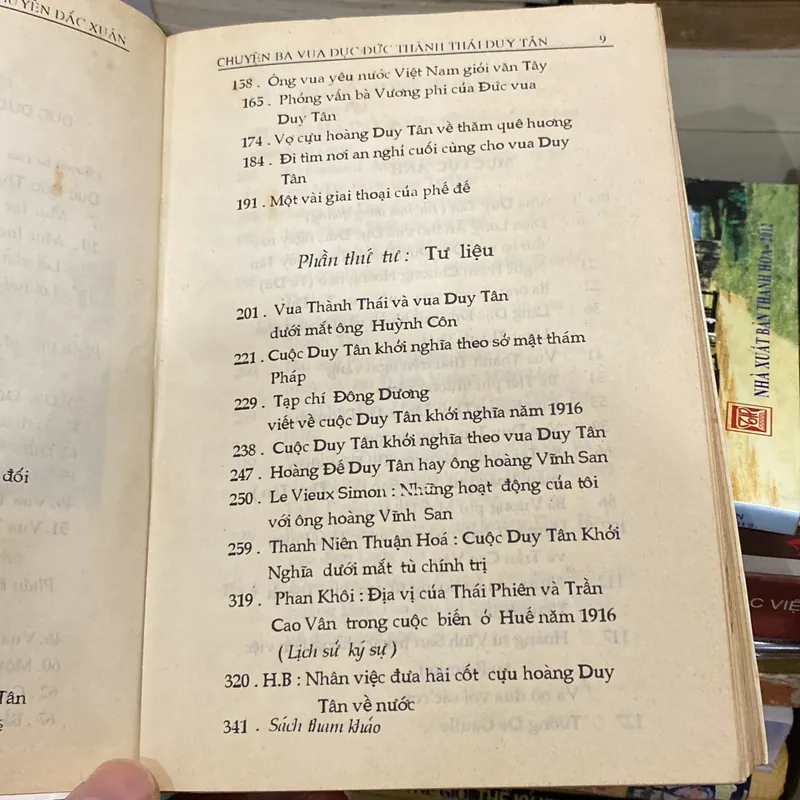 NGUYỄN ĐẮC XUÂN
đối
Tân
CHUYỆN BA VUA DỤC ĐỨC THÀNH THÁI DUY TÂN 9
158 . Ông vua yêu nước Việt Nam giỏi văn Tây
165 . Phỏng vấn bà Vương phi của Đức vua
Duy Tân
174 . Vợ cựu hoàng Duy Tân về thăm quê hương
184 . Đi tìm nơi an nghỉ cuối cùng cho vua Duy
Tân
191 . Một vài giai thoại của phế đế
Phần thứ tư : Tư liệu
201 . Vua Thành Thái và vua Duy Tân
dưới mắt ông Huỳnh Côn
221 . Cuộc Duy Tân khởi nghĩa theo sở mật thám
Pháp
229 . Tạp chí Đông Dương
viết về cuộc Duy Tân khởi nghĩa năm 1916
238 . Cuộc Duy Tân khởi nghĩa theo vua Duy Tân
247 . Hoàng Đế Duy Tân hay ông hoàng Vĩnh San
250 . Le Vieux Simon : Những hoạt động của tôi
với ông hoàng Vĩnh San
259 . Thanh Niên Thuận Hoá : Cuộc Duy Tân Khởi
Nghĩa dưới mắt tù chính trị
319 . Phan Khôi : Địa vị của Thái Phiên và Trần
Cao Vân trong cuộc biến ở Huế năm 1916
( Lịch sử ký sự )
320 . H.B : Nhân việc đưa hài cốt cựu hoàng Duy
Tân về nước
341 . Sách tham khảo
NHÀ XUẤT BẢN THANH HÓA-2012